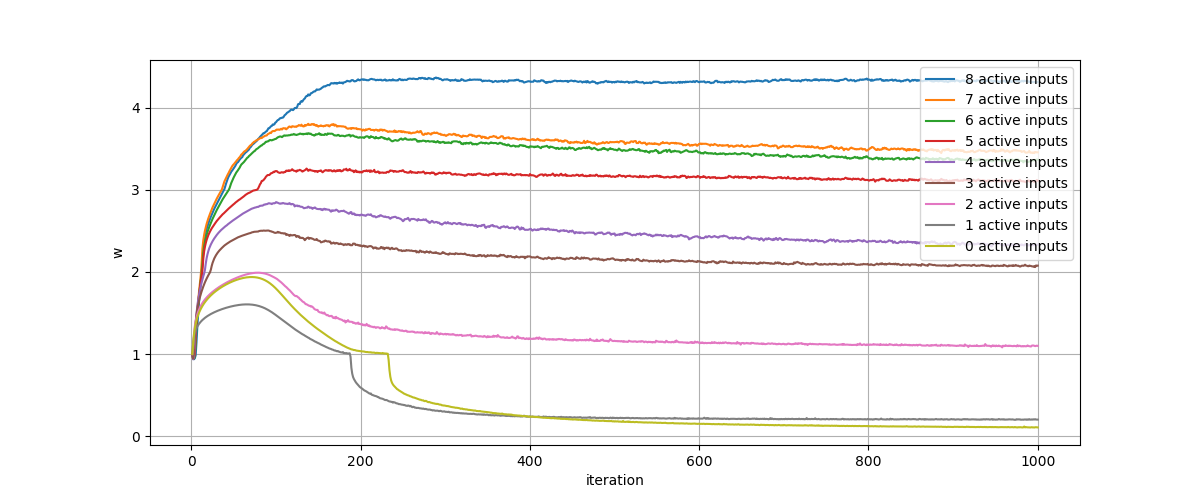 w
4
3
2
1
0
0
200
400
600
800
1000
iteration
8 active inputs
7 active inputs
6 active inputs
5 active inputs
4 active inputs
3 active inputs
2 active inputs
1 active inputs
0 active inputs